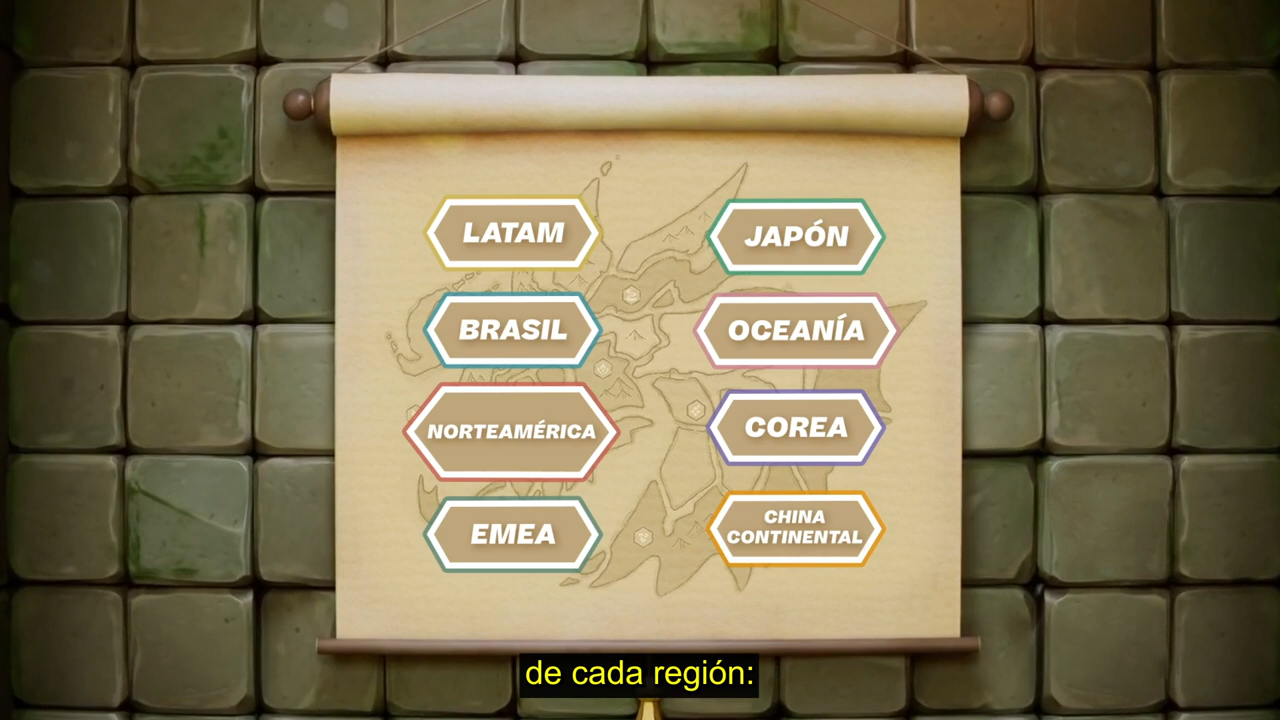 LATAM
BRASIL
NORTEAMÉRICA
EMEA
JAPÓN
OCEANÍA
COREA
CHINA
CONTINENTAL
de cada región: